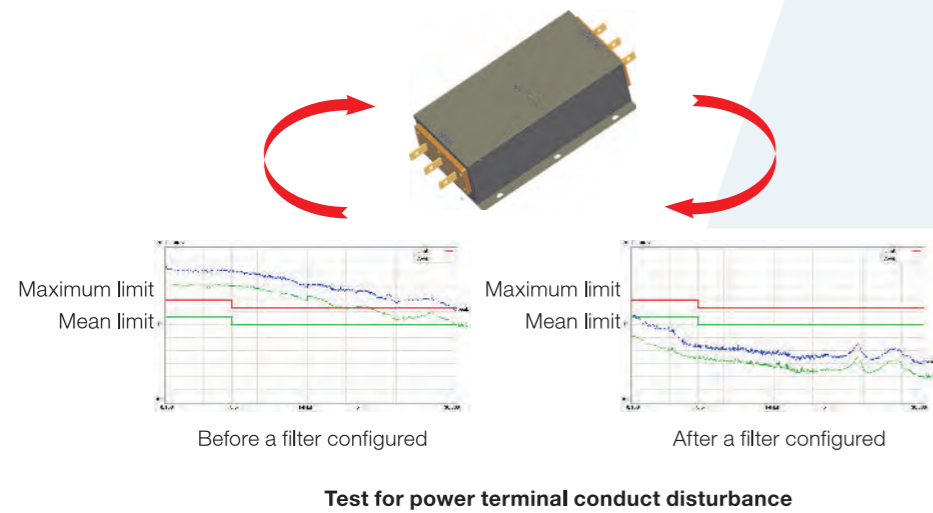 Maximum limit
Mean limit
Maximum limit
Mean limit
Before a filter configured
After a filter configured
Test for power terminal conduct disturbance